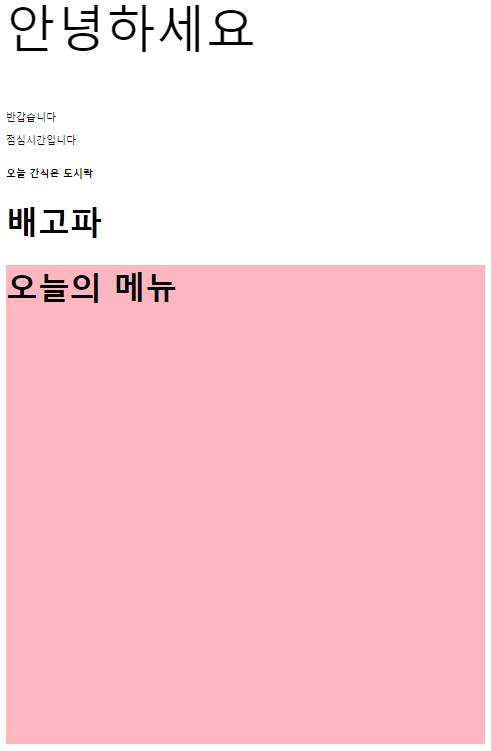 안녕하세요
반갑습니다
점심시간입니다
오늘 간식은 도시락
배고파
오늘의 메뉴